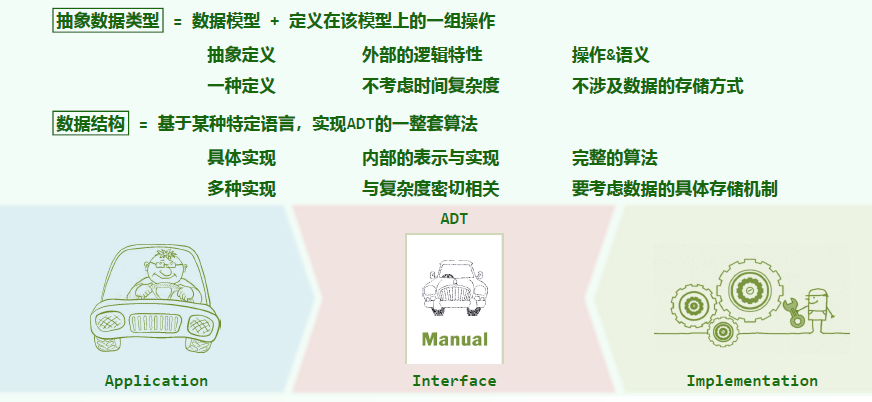 抽象数据类型 = 数据模型 + 定义在该模型上的一组操作
抽象定义 外部的逻辑特性 操作&语义
一种定义 不考虑时间复杂度 不涉及数据的存储方式
数据结构 = 基于某种特定语言，实现ADT的一整套算法
具体实现 内部的表示与实现 完整的算法
多种实现 与复杂度密切相关 要考虑数据的具体存储机制
ADT
Manual
Application Interface Implementation